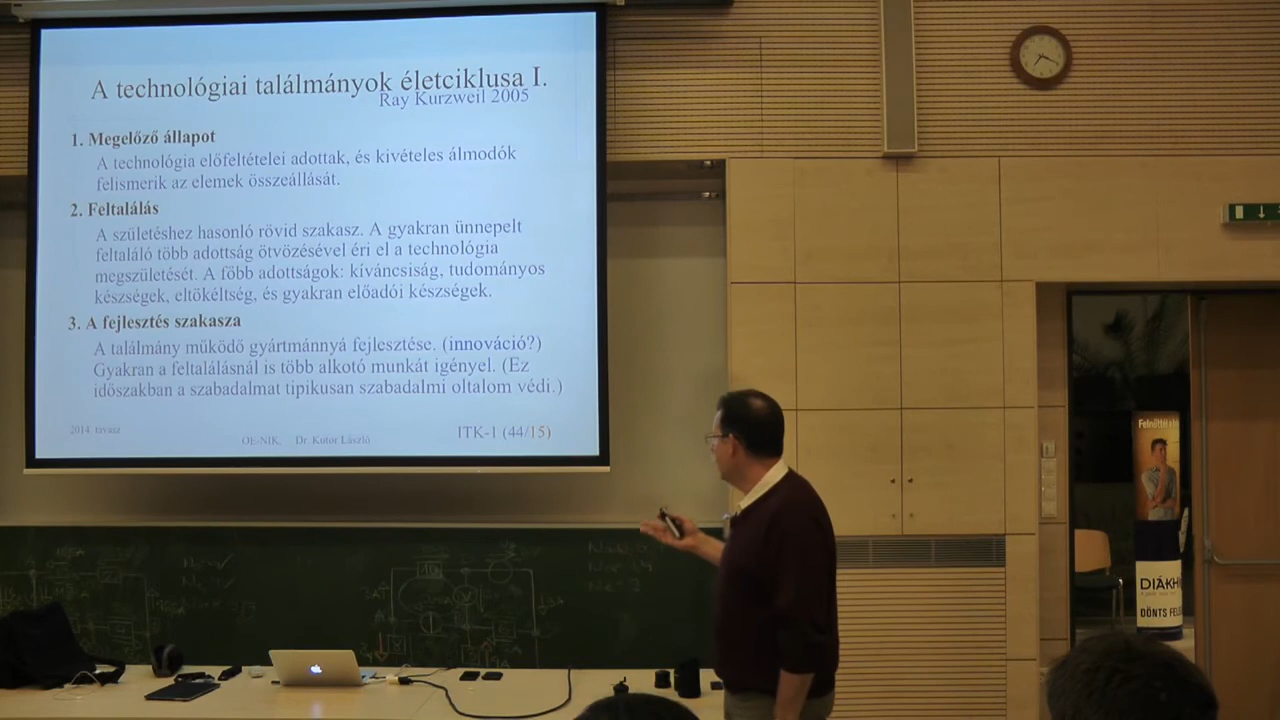 A technológiai találmányok életciklusa I.
Ray Kurzweil 2005
1. Megelőző állapot
A technológia előfeltételei adottak, és kivételes álmodók
felismerik az elemek összeállását.
2. Feltalálás
A születéshez hasonló rövid szakasz. A gyakran ünnepelt
feltaláló több adottság ötvözésével éri el a technológia
megszületését. A főbb adottságok: kíváncsiság, tudományos
készségek, eltökéltség, és gyakran előadói készségek.
3. A fejlesztés szakasza
A találmány működő gyártmánnyá fejlesztése. (innováció?)
Gyakran a feltalálásnál is több alkotó munkát igényel. (Ez
időszakban a szabadalmat tipikusan szabadalmi oltalom védi.)
2014. tavasz
OE-NIK, Dr. Kutor László
ITK-1 (44/15)
DIÁKH
DÖNTS